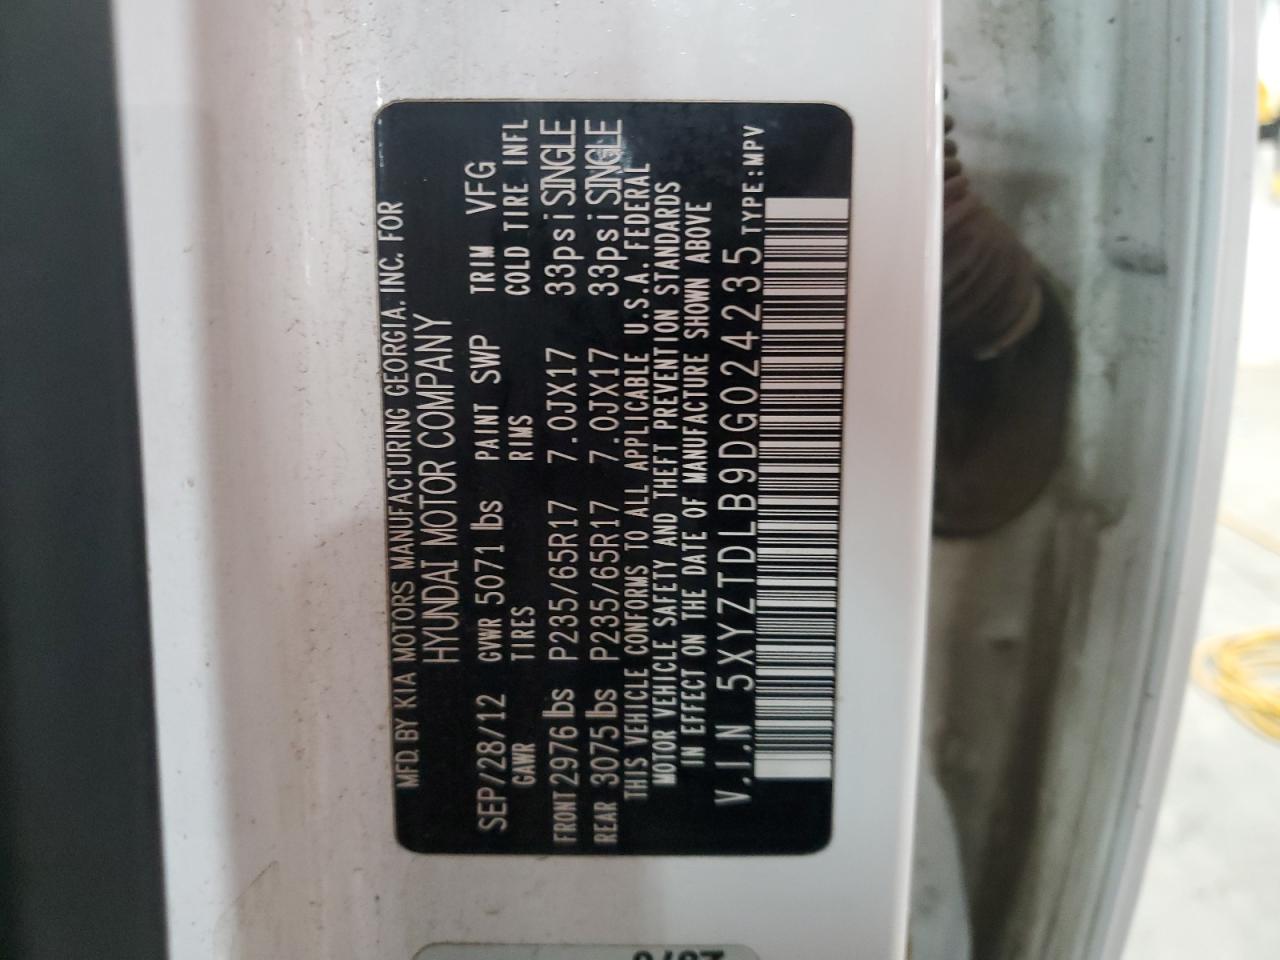 MFD. BY KIA MOTORS MANUFACTURING GEORGIA. INC. FOR
HYUNDAI MOTOR COMPANY
SEP/28/12 GVWR 5071 lbs PAINT SWP TRIM VFG
GAWR TIRES RIMS COLD TIRE INFL
FRONT 2976 lbs P235/65R17 7.0JX17 33psi SINGLE
REAR 3075 lbs P235/65R17 7.0JX17 33psi SINGLE
THIS VEHICLE CONFORMS TO ALL APPLICABLE U.S.A. FEDERAL
MOTOR VEHICLE SAFETY AND THEFT PREVENTION STANDARDS
IN EFFECT ON THE DATE OF MANUFACTURE SHOWN ABOVE
V.I.N 5XYZTDLB9DG024235 TYPE:MPV